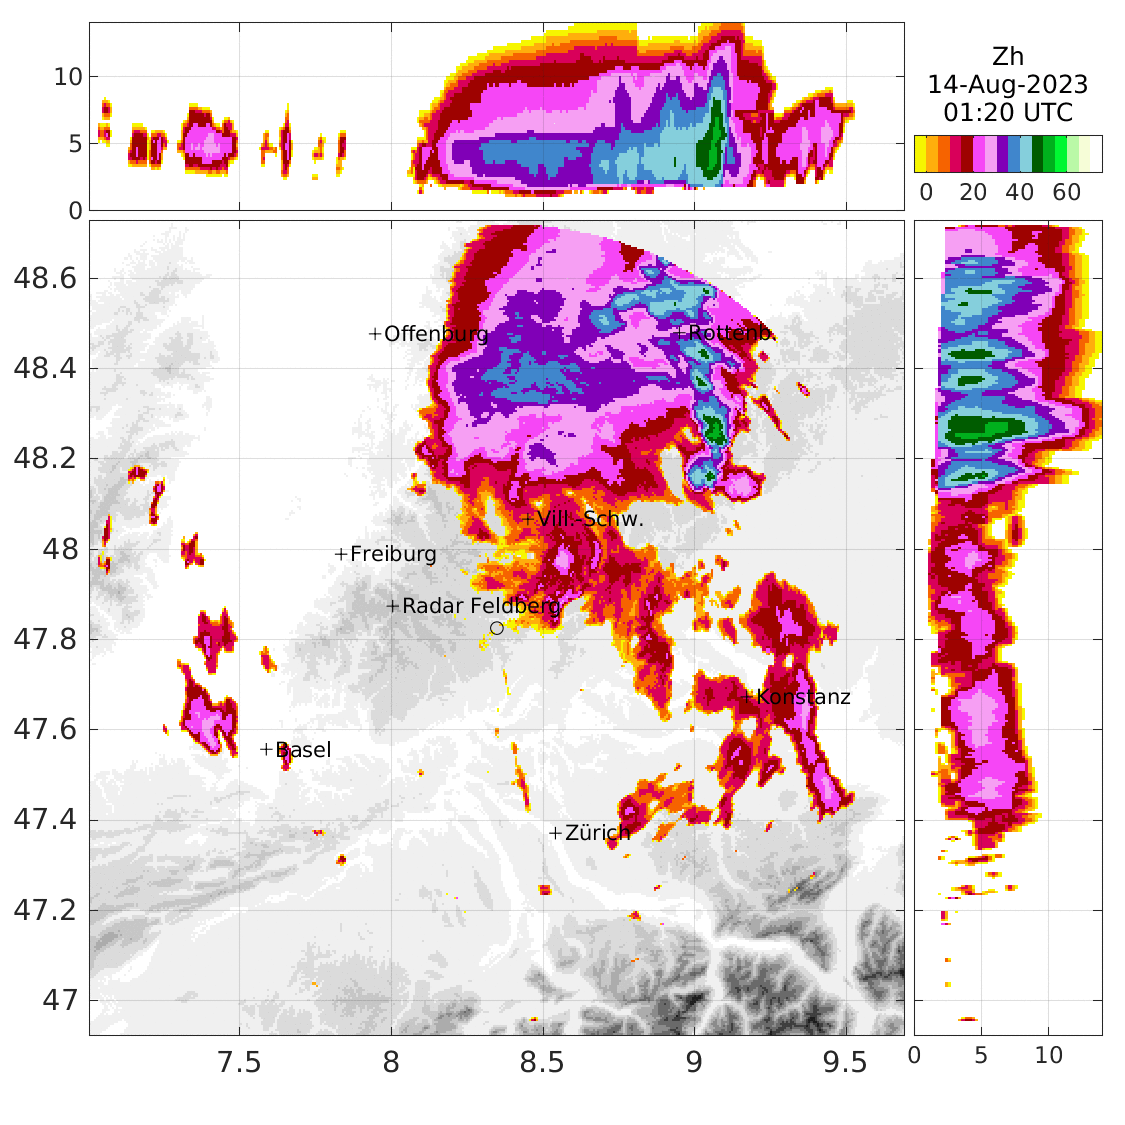 10
5
0
Zh
14-Aug-2023
01:20 UTC
0 20 40 60
48.6
48.4
48.2
48
47.8
47.6
47.4
47.2
47
+Offenburg
+Rottenb.
+Vill.-Schw.
+Freiburg
+Radar Feldberg
+Konstanz
+Basel
+Zürich
7.5 8 8.5 9 9.5
0 5 10